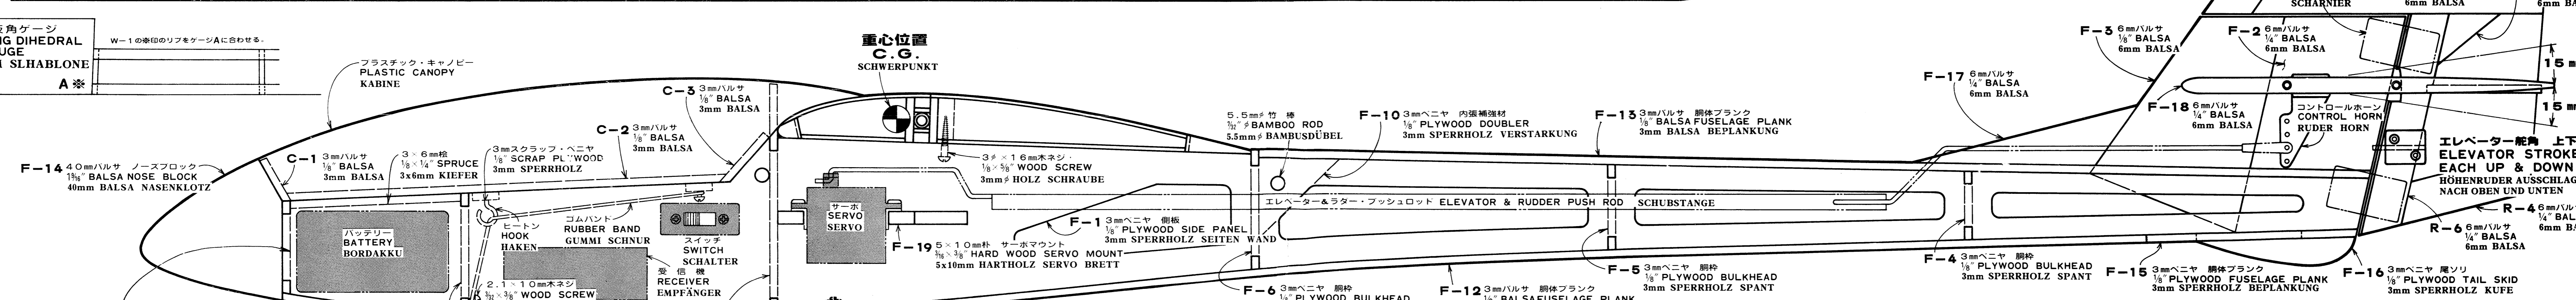 反角ゲージ
NG DIHEDRAL
UGE
SLHABLONE
A※
W－1の※印のリブをゲージAに合わせる.
プラスチック・キャノピー
PLASTIC CANOPY
KABINE
重心位置
C.G.
SCHWERPUNKT
F－14 40mmバルサ ノーズブロック
1 9/16″ BALSA NOSE BLOCK
40mm BALSA NASENKLOTZ
C－1 3mmバルサ
1/8″ BALSA
3mm BALSA
3×6mm桧
1/8×1/4″ SPRUCE
3x6mm KIEFER
3mmスクラップ・ベニヤ
1/8″ SCRAP PLYWOOD
3mm SPERRHOLZ
C－2 3mmバルサ
1/8″ BALSA
3mm BALSA
C－3 3mmバルサ
1/8″ BALSA
3mm BALSA
バッテリー
BATTERY
BORDAKKU
ヒートン
HOOK
HAKEN
ゴムバンド
RUBBER BAND
GUMMI SCHNUR
スイッチ
SWITCH
SCHALTER
受信機
RECEIVER
EMPFÄNGER
2.1×10mm木ネジ
3/32×3/8″ WOOD SCREW
サーボ
SERVO
SERVO
F－19 5×10mm朴 サーボマウント
3/16×3/8″ HARD WOOD SERVO MOUNT
5x10mm HARTHOLZ SERVO BRETT
3φ×16mm木ネジ・
1/8×5/8″ WOOD SCREW
3mmφ HOLZ SCHRAUBE
F－1 3mmベニヤ 側板
1/8″ PLYWOOD SIDE PANEL
3mm SPERRHOLZ SEITEN WAND
5.5mmφ竹 棒
7/32″φ BAMBOO ROD
5.5mmφ BAMBUSDÜBEL
F－10 3mmベニヤ 内張補強材
1/8″ PLYWOOD DOUBLER
3mm SPERRHOLZ VERSTARKUNG
F－13 3mmバルサ 胴体プランク
1/8″ BALSA FUSELAGE PLANK
3mm BALSA BEPLANKUNG
エレベーター&ラダー・プッシュロッド ELEVATOR & RUDDER PUSH ROD SCHUBSTANGE
F－6 3mmベニヤ 胴枠
1/8″ PLYWOOD BULKHEAD
F－12 3mmバルサ 胴体プランク
1/8″ BALSA FUSELAGE PLANK
F－5 3mmベニヤ 胴枠
1/8″ PLYWOOD BULKHEAD
3mm SPERRHOLZ SPANT
F－4 3mmベニヤ 胴枠
1/8″ PLYWOOD BULKHEAD
3mm SPERRHOLZ SPANT
F－15 3mmベニヤ 胴体プランク
1/8″ PLYWOOD FUSELAGE PLANK
3mm SPERRHOLZ BEPLANKUNG
F－16 3mmベニヤ 尾ソリ
1/8″ PLYWOOD TAIL SKID
3mm SPERRHOLZ KUFE
F－17 6mmバルサ
1/4″ BALSA
6mm BALSA
F－3 6mmバルサ
1/8″ BALSA
6mm BALSA
F－2 6mmバルサ
1/4″ BALSA
6mm BALSA
F－18 6mmバルサ
1/4″ BALSA
6mm BALSA
コントロールホーン
CONTROL HORN
RUDER HORN
SCHARNIER
6mm BALSA
6mm BA
15 m
15 m
エレベーター舵角 上下
ELEVATOR STROKE
EACH UP & DOWN
HÖHENRUDER AUSSCHLAG
NACH OBEN UND UNTEN
R－4 6mmバルサ
1/4″ BAL
6mm BA
R－6 6mmバルサ
1/4″ BALSA
6mm BALSA